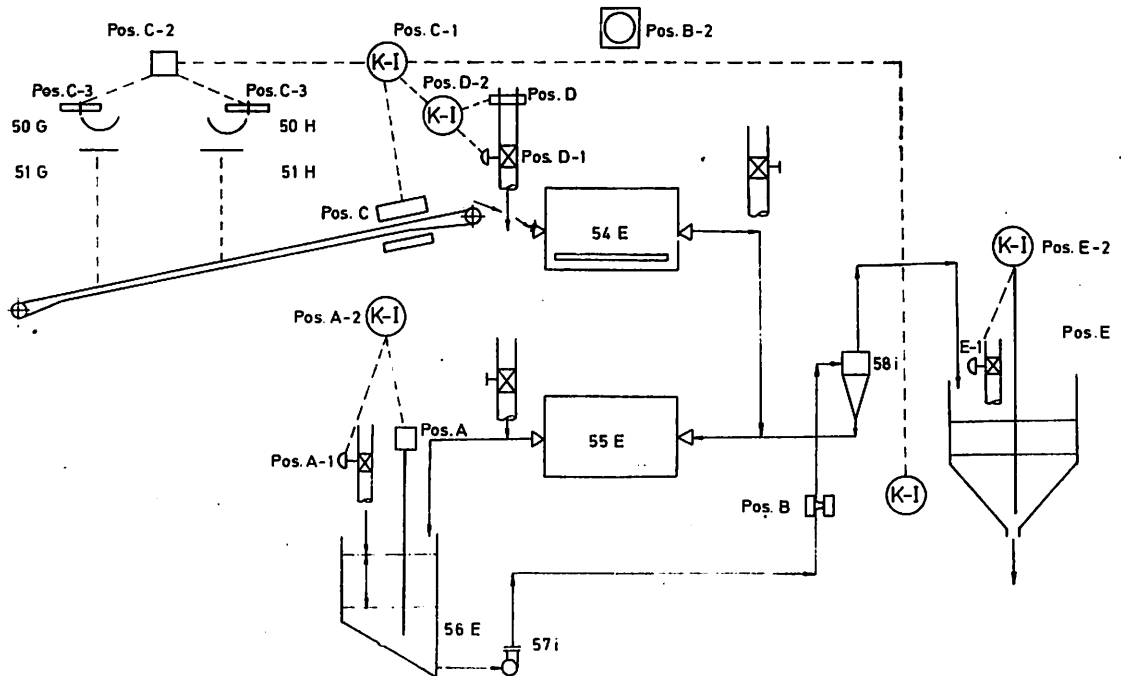 Pos. C-2
Pos. C-1
Pos. B-2
K-I
Pos. C-3
Pos. C-3
Pos. D-2
Pos. D
K-I
50 G
50 H
Pos. D-1
51 G
51 H
Pos. C
54 E
K-I
Pos. E-2
Pos. A-2
K-I
E-1
Pos. E
58 i
Pos. A
55 E
Pos. A-1
K-I
Pos. B
56 E
57 i